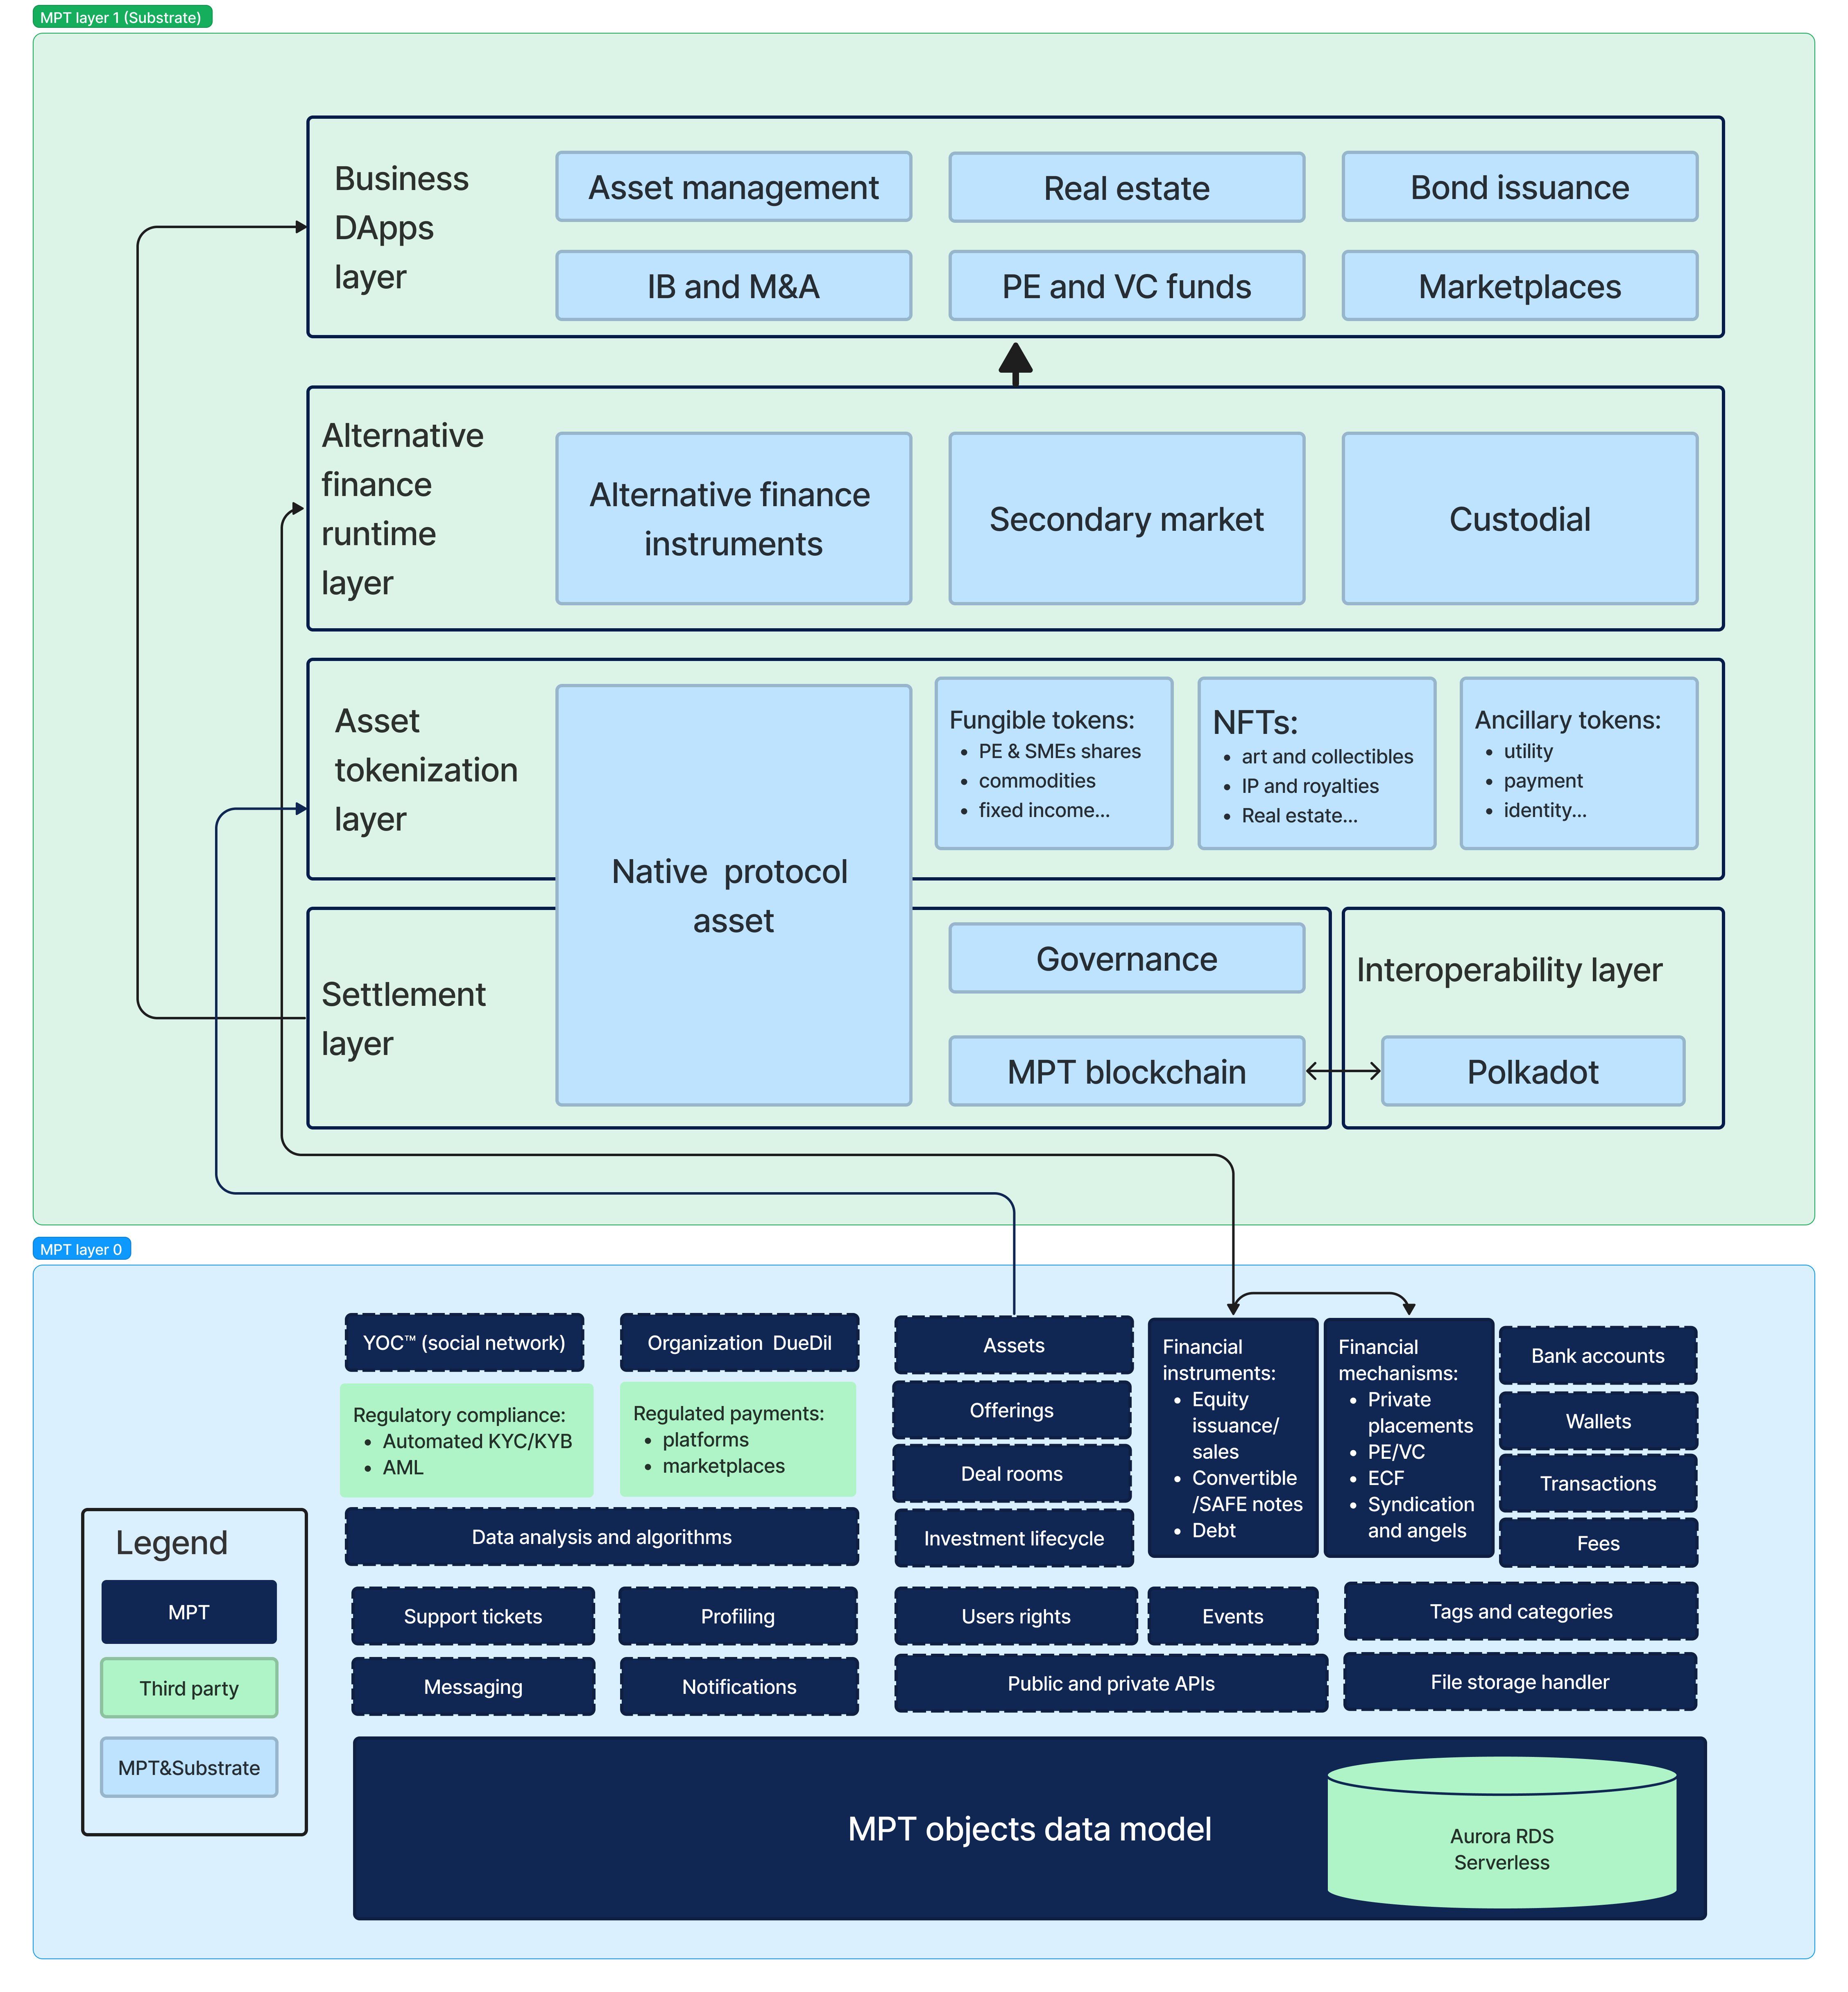 MPT layer 1 (Substrate)
Business
DApps
layer
Asset management
Real estate
Bond issuance
IB and M&A
PE and VC funds
Marketplaces
Alternative
finance
runtime
layer
Alternative finance
instruments
Secondary market
Custodial
Asset
tokenization
layer
Native protocol
asset
Fungible tokens:
• PE & SMEs shares
• commodities
• fixed income...
NFTs:
• art and collectibles
• IP and royalties
• Real estate...
Ancillary tokens:
• utility
• payment
• identity...
Settlement
layer
Governance
MPT blockchain
Interoperability layer
Polkadot
MPT layer 0
YOC™ (social network)
Organization DueDil
Regulatory compliance:
• Automated KYC/KYB
• AML
Regulated payments:
• platforms
• marketplaces
Data analysis and algorithms
Support tickets
Profiling
Messaging
Notifications
Assets
Offerings
Deal rooms
Investment lifecycle
Financial
instruments:
• Equity
issuance/
sales
• Convertible
/SAFE notes
• Debt
Financial
mechanisms:
• Private
placements
• PE/VC
• ECF
• Syndication
and angels
Bank accounts
Wallets
Transactions
Fees
Users rights
Events
Tags and categories
Public and private APIs
File storage handler
Legend
MPT
Third party
MPT&Substrate
MPT objects data model
Aurora RDS
Serverless